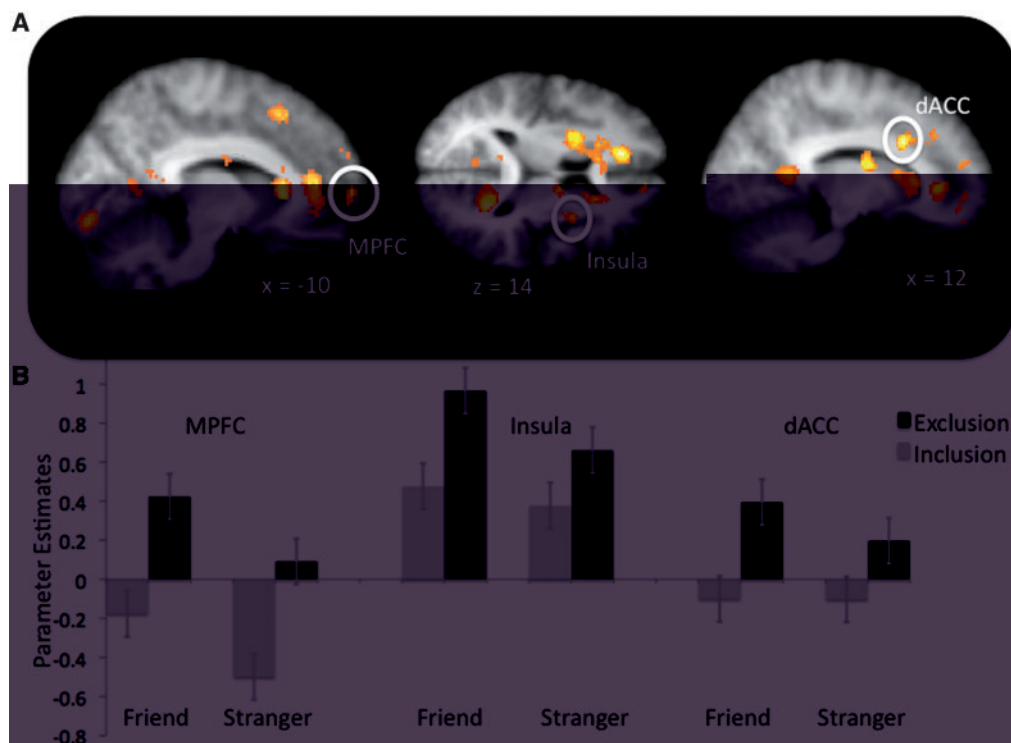 A
dACC
MPFC
Insula
x = -10
z = 14
x = 12
B
1
0.8
0.6
0.4
0.2
0
-0.2
-0.4
-0.6
-0.8
Parameter Estimates
MPFC
Insula
dACC
Exclusion
Inclusion
Friend
Stranger
Friend
Stranger
Friend
Stranger